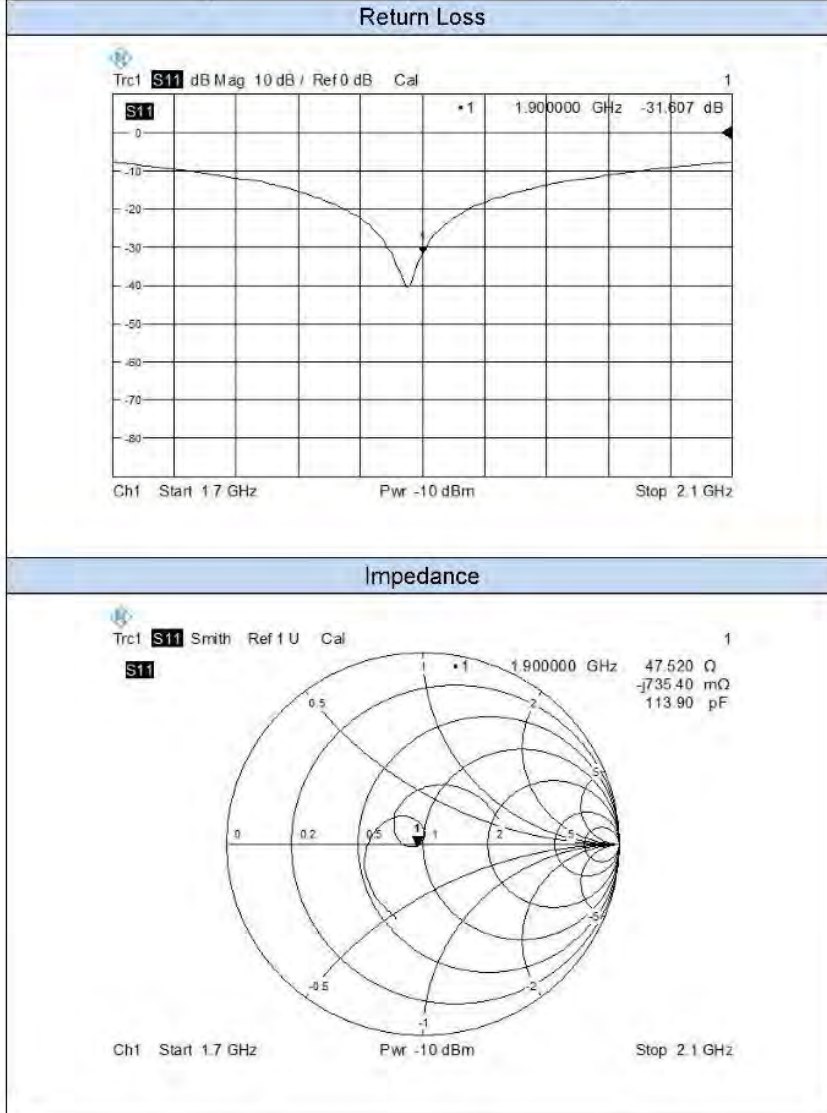 Return Loss
Trc1 S11 dB Mag 10 dB / Ref 0 dB Cal 1
S11 •1 1.900000 GHz -31.607 dB
0
-10
-20
1
-30
-40
-50
-60
-70
-80
Ch1 Start 1.7 GHz Pwr -10 dBm Stop 2.1 GHz
Impedance
Trc1 S11 Smith Ref 1 U Cal 1
S11 1 •1 1.900000 GHz 47.520 Ω
-j735.40 mΩ
113.90 pF
0.5 2
5
0 0.2 0.5 1 1 2 5
-5
-0.5 -2
-1
Ch1 Start 1.7 GHz Pwr -10 dBm Stop 2.1 GHz